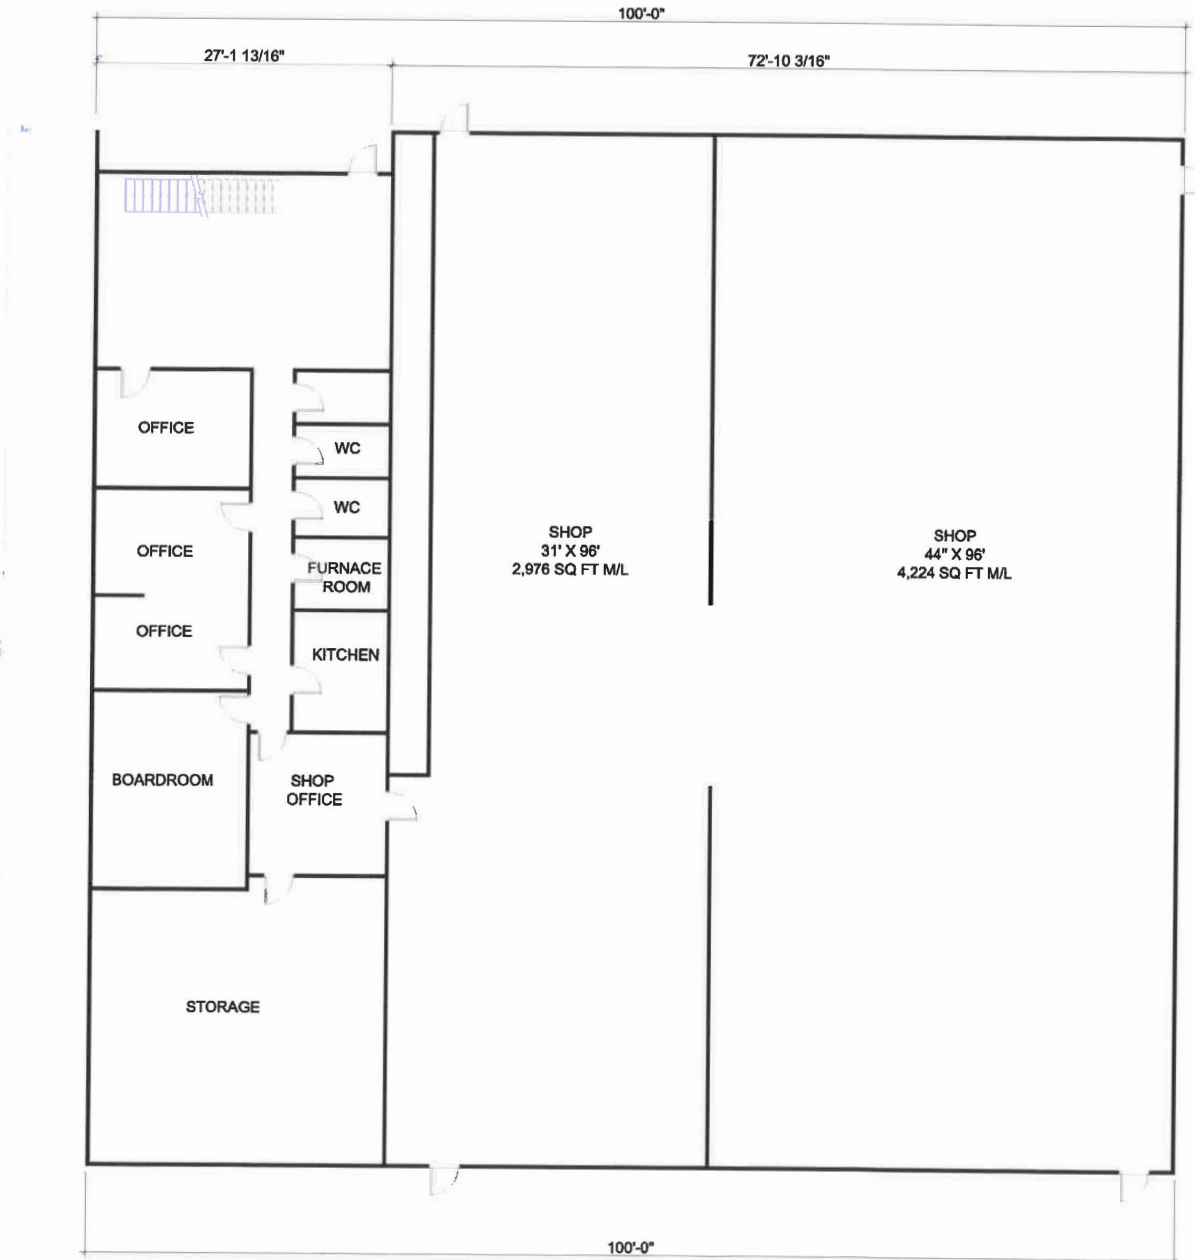 100'-0"
27'-1 13/16"
72'-10 3/16"
OFFICE
WC
WC
OFFICE
FURNACE
ROOM
OFFICE
KITCHEN
BOARDROOM
SHOP
OFFICE
STORAGE
SHOP
31' X 96'
2,976 SQ FT M/L
SHOP
44" X 96'
4,224 SQ FT M/L
100'-0"